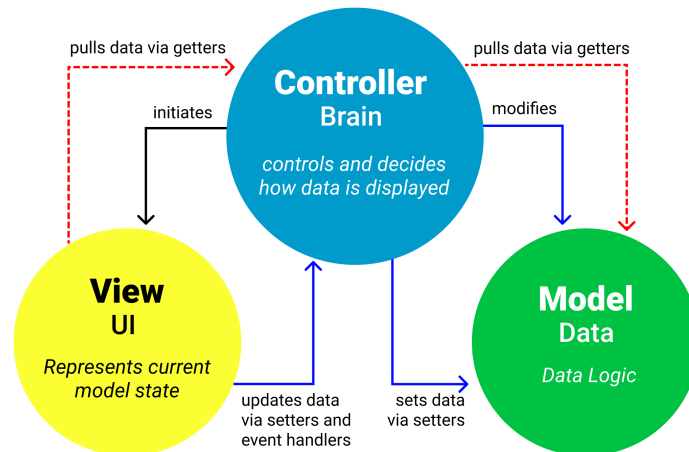 pulls data via getters
pulls data via getters
Controller
Brain
initiates
modifies
controls and decides
how data is displayed
View
UI
Represents current
model state
Model
Data
Data Logic
updates data
via setters and
event handlers
sets data
via setters